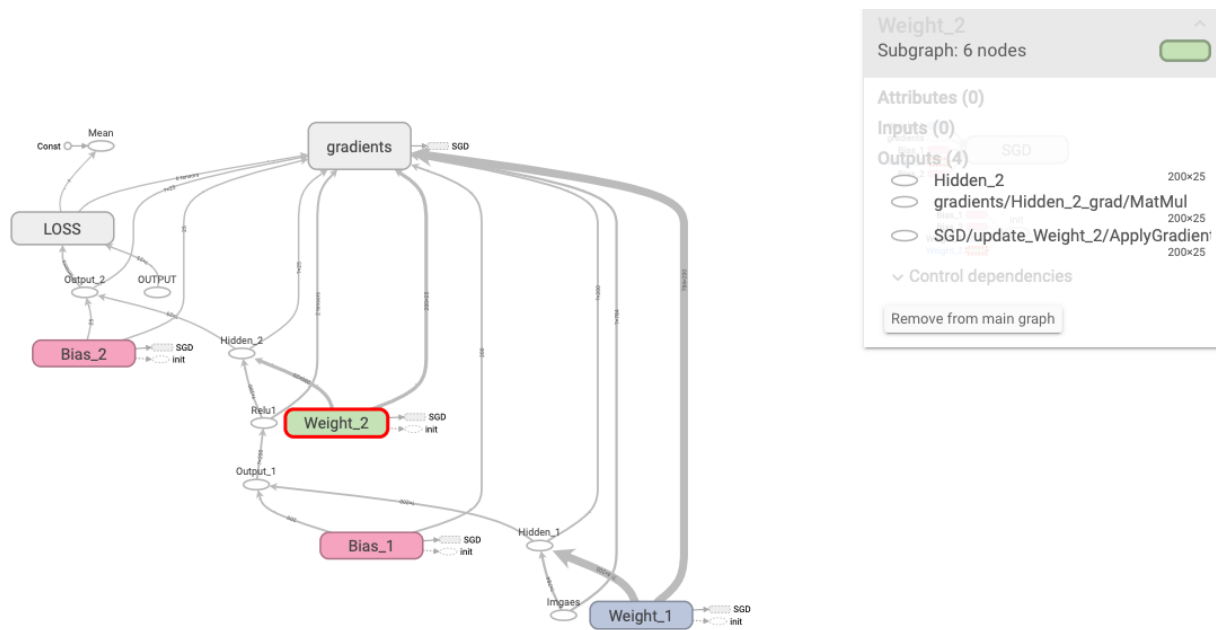 Weight_2
Subgraph: 6 nodes
Attributes (0)
Inputs (0)
SGD
Outputs (4)
Hidden_2
200×25
gradients/Hidden_2_grad/MatMul
200×25
SGD/update_Weight_2/ApplyGradient
200×25
Control dependencies
Remove from main graph
Mean
Const
gradients
SGD
LOSS
Output_2
OUTPUT
Bias_2
SGD
init
Hidden_2
Relu1
Weight_2
SGD
init
Output_1
Bias_1
SGD
init
Hidden_1
Imgaes
Weight_1
SGD
init